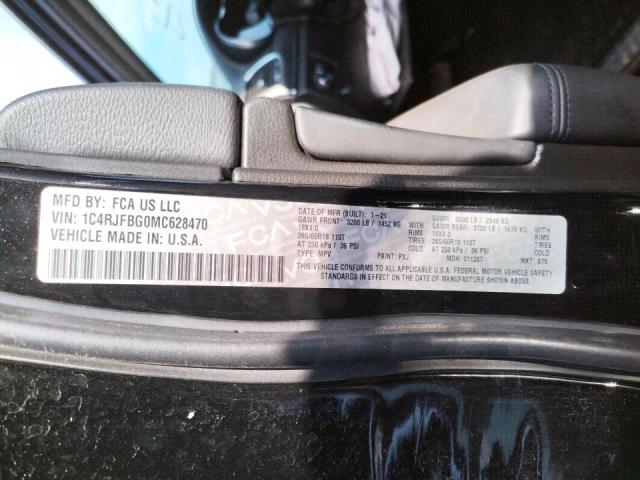 MFD BY: FCA US LLC
VIN: 1C4RJFBG0MC628470
VEHICLE MADE IN: U.S.A.
DATE OF MFR (BUILT): 1-21
GAWR FRONT: 3200 LB / 1452 KG WITH
18X8.0 TIRES
265/60R18 110T COLD
AT 250 kPa / 36 PSI
TYPE: MPV PAINT: PXJ
GVWR: 6500 LB / 2949 KG
GAWR REAR: 3700 LB / 1679 KG WITH
18X8.0 TIRES
265/60R18 110T COLD
AT 250 kPa / 36 PSI
MDH: 011207 MKT: 875
THIS VEHICLE CONFORMS TO ALL APPLICABLE U.S.A. FEDERAL MOTOR VEHICLE SAFETY
STANDARDS IN EFFECT ON THE DATE OF MANUFACTURE SHOWN ABOVE.